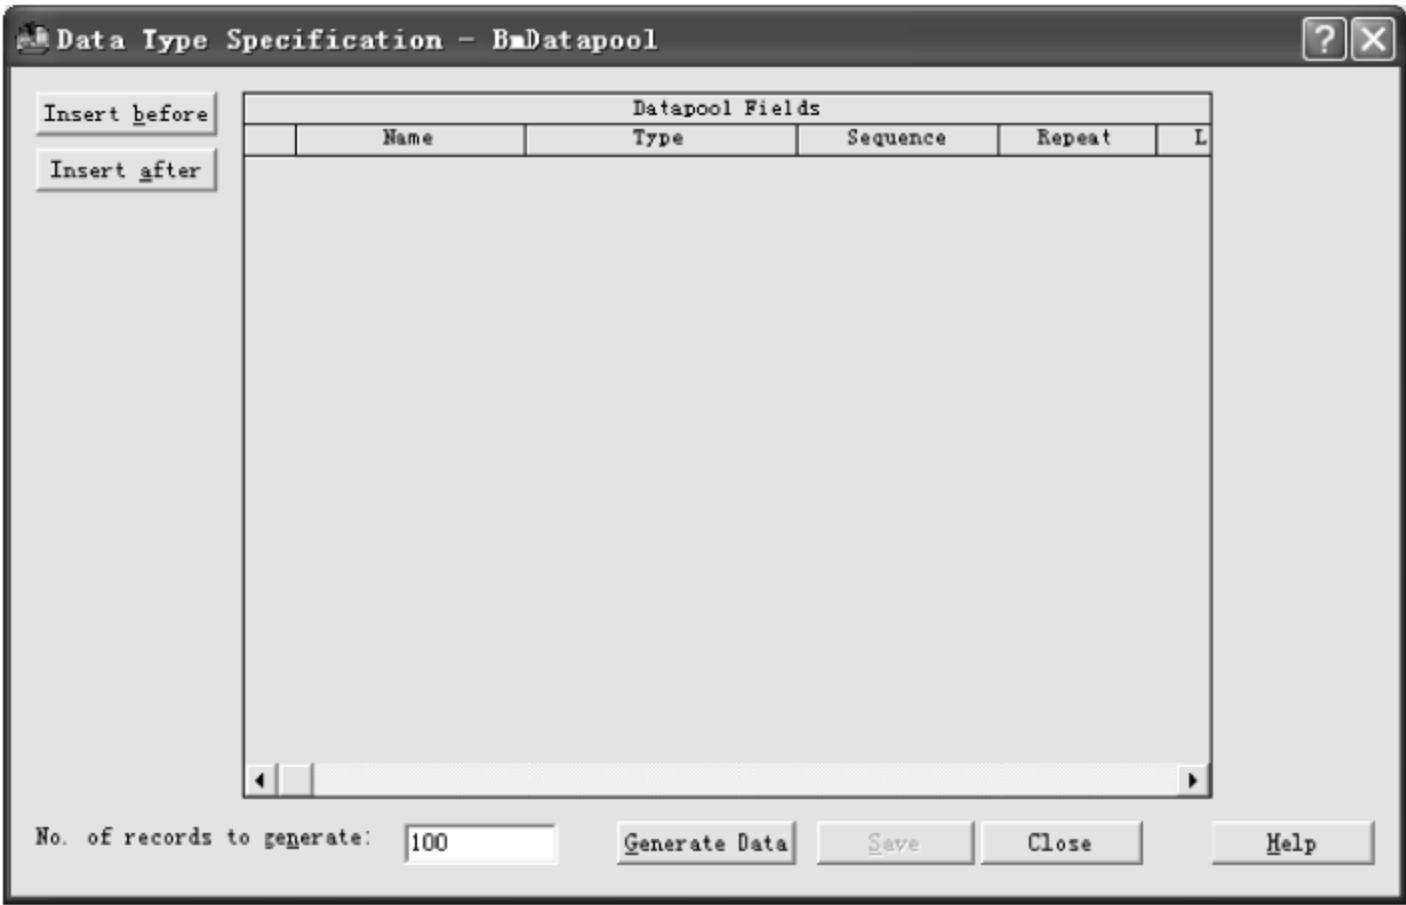 Data Type Specification - BmDatapool
Insert before
Insert after
Datapool Fields
Name Type Sequence Repeat L
No. of records to generate: 100 Generate Data Save Close Help